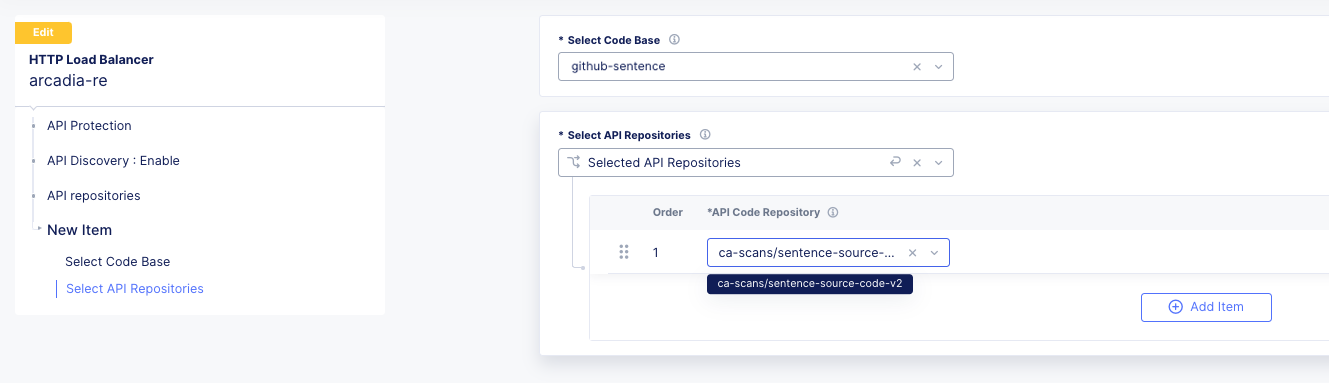 Edit
HTTP Load Balancer
arcadia-re
API Protection
API Discovery : Enable
API repositories
New Item
Select Code Base
Select API Repositories
* Select Code Base
github-sentence
* Select API Repositories
Selected API Repositories
Order *API Code Repository
1 ca-scans/sentence-source-...
ca-scans/sentence-source-code-v2
Add Item